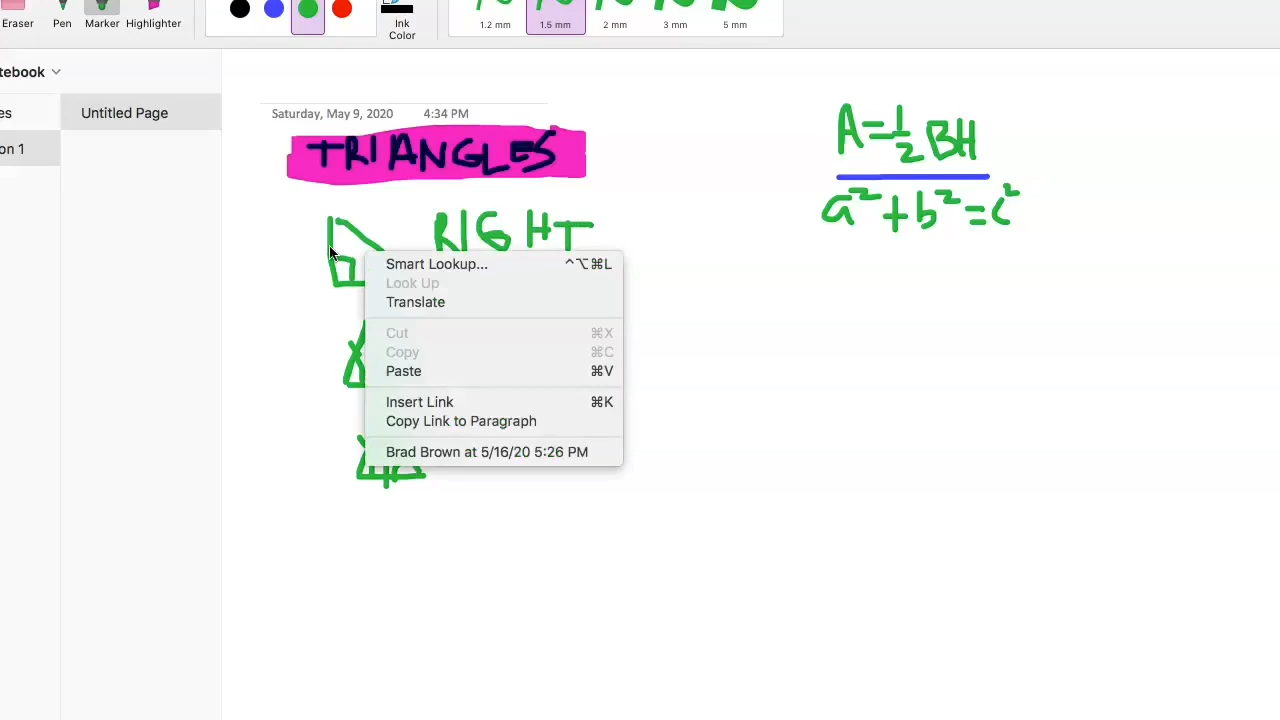 Eraser Pen Marker Highlighter
Ink Color
1.2 mm 1.5 mm 2 mm 3 mm 5 mm
tebook
es
Untitled Page
on 1
Saturday, May 9, 2020 4:34 PM
TRIANGLES
A=½BH
a²+b²=c²
RIGHT
Smart Lookup... ^⌥⌘L
Look Up
Translate
Cut ⌘X
Copy ⌘C
Paste ⌘V
Insert Link ⌘K
Copy Link to Paragraph
Brad Brown at 5/16/20 5:26 PM